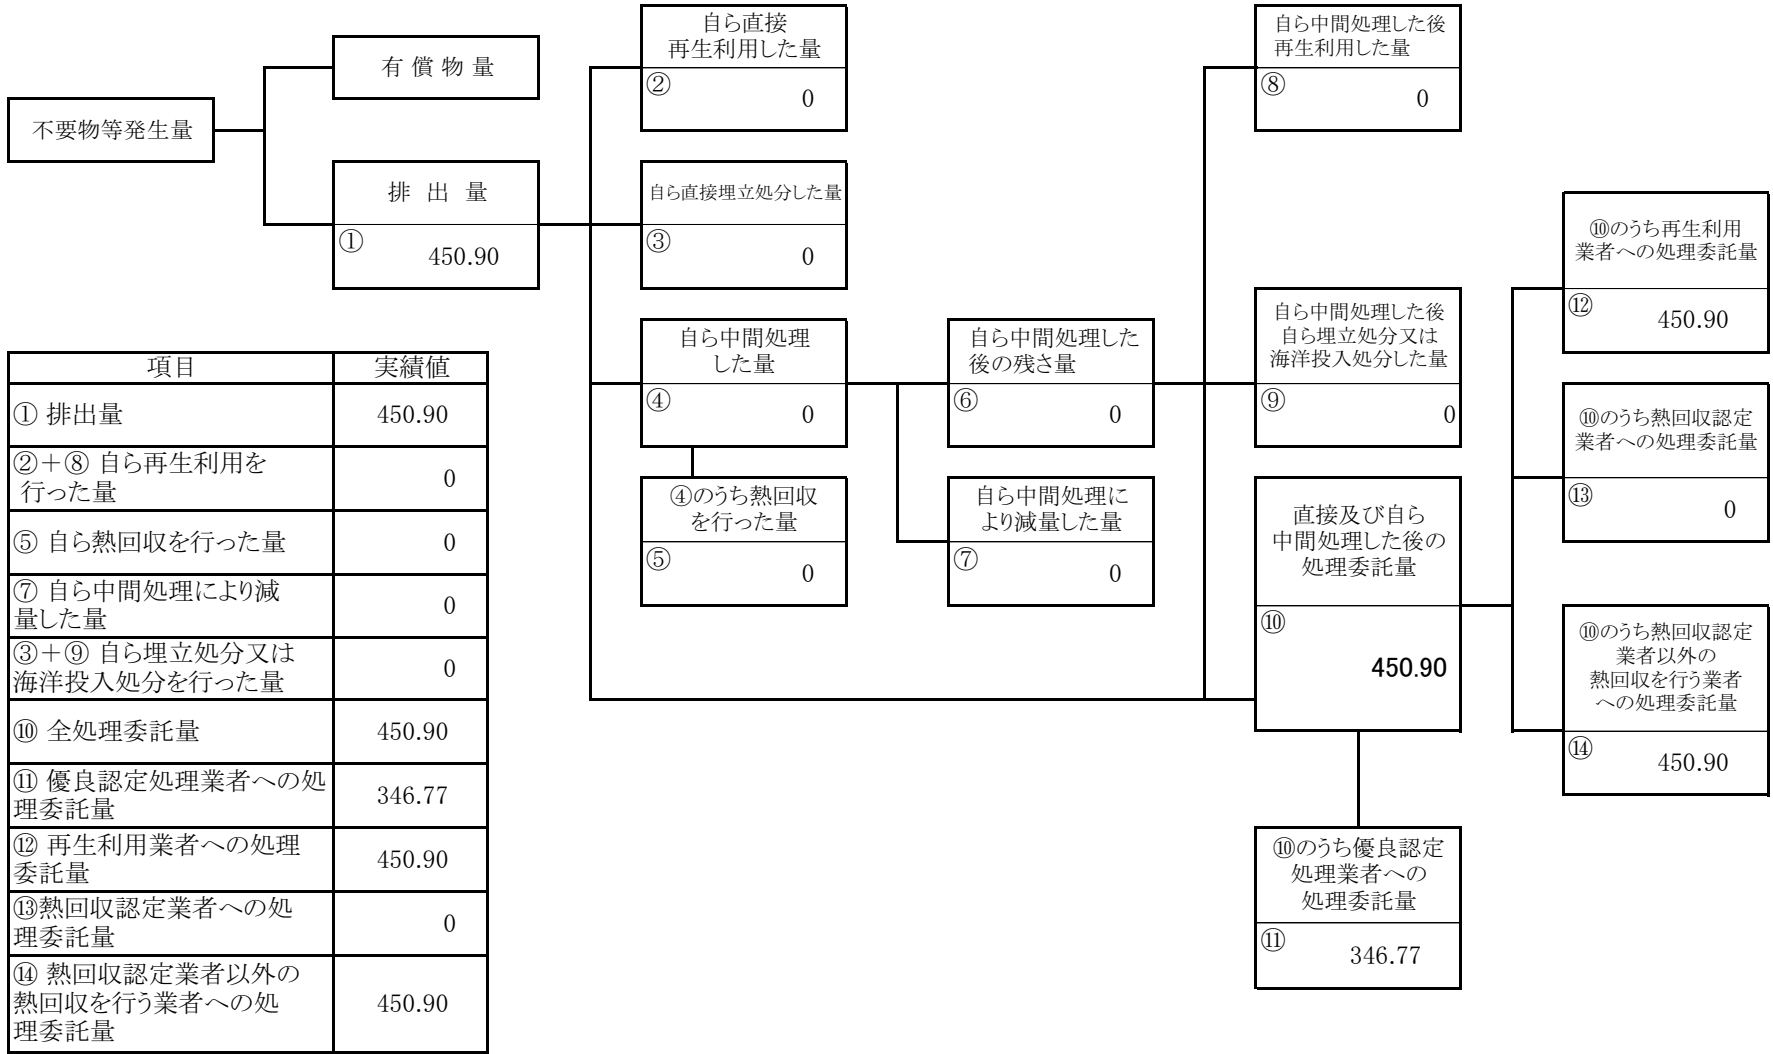 不要物等発生量
有 償 物 量
排 出 量
①
450.90
自ら直接
再生利用した量
②
0
自ら直接埋立処分した量
③
0
自ら中間処理
した量
④
0
④のうち熱回収
を行った量
⑤
0
自ら中間処理した
後の残さ量
⑥
0
自ら中間処理に
より減量した量
⑦
0
自ら中間処理した後
再生利用した量
⑧
0
自ら中間処理した後
自ら埋立処分又は
海洋投入処分した量
⑨
0
直接及び自ら
中間処理した後の
処理委託量
⑩
450.90
⑩のうち優良認定
処理業者への
処理委託量
⑪
346.77
⑩のうち再生利用
業者への処理委託量
⑫
450.90
⑩のうち熱回収認定
業者への処理委託量
⑬
0
⑩のうち熱回収認定
業者以外の
熱回収を行う業者
への処理委託量
⑭
450.90
項目 実績値
① 排出量 450.90
②＋⑧ 自ら再生利用を
行った量 0
⑤ 自ら熱回収を行った量 0
⑦ 自ら中間処理により減
量した量 0
③＋⑨ 自ら埋立処分又は
海洋投入処分を行った量 0
⑩ 全処理委託量 450.90
⑪ 優良認定処理業者への処
理委託量 346.77
⑫ 再生利用業者への処理
委託量 450.90
⑬熱回収認定業者への処
理委託量 0
⑭ 熱回収認定業者以外の
熱回収を行う業者への処
理委託量 450.90